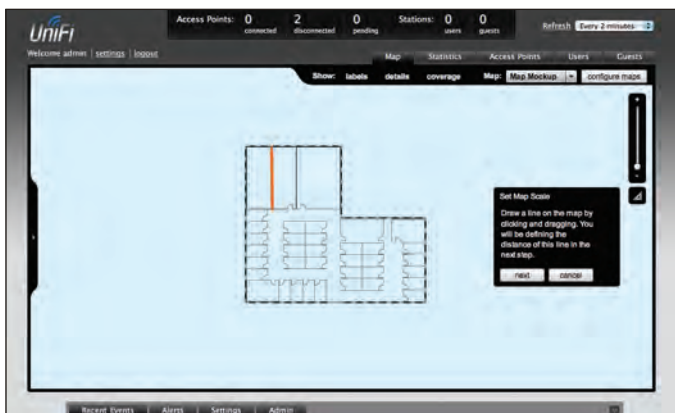 UniFi
Access Points: 0 connected 2 disconnected 0 pending Stations: 0 users 0 guests
Refresh Every 2 minutes
Welcome admin | settings | logout
Map Statistics Access Points Users Guests
Show: labels details coverage Map: Map Mockup configure maps
+
-
Set Map Scale
Draw a line on the map by
clicking and dragging. You
will be defining the
distance of this line in the
next step.
next cancel
Recent Events | Alerts | Settings | Admin